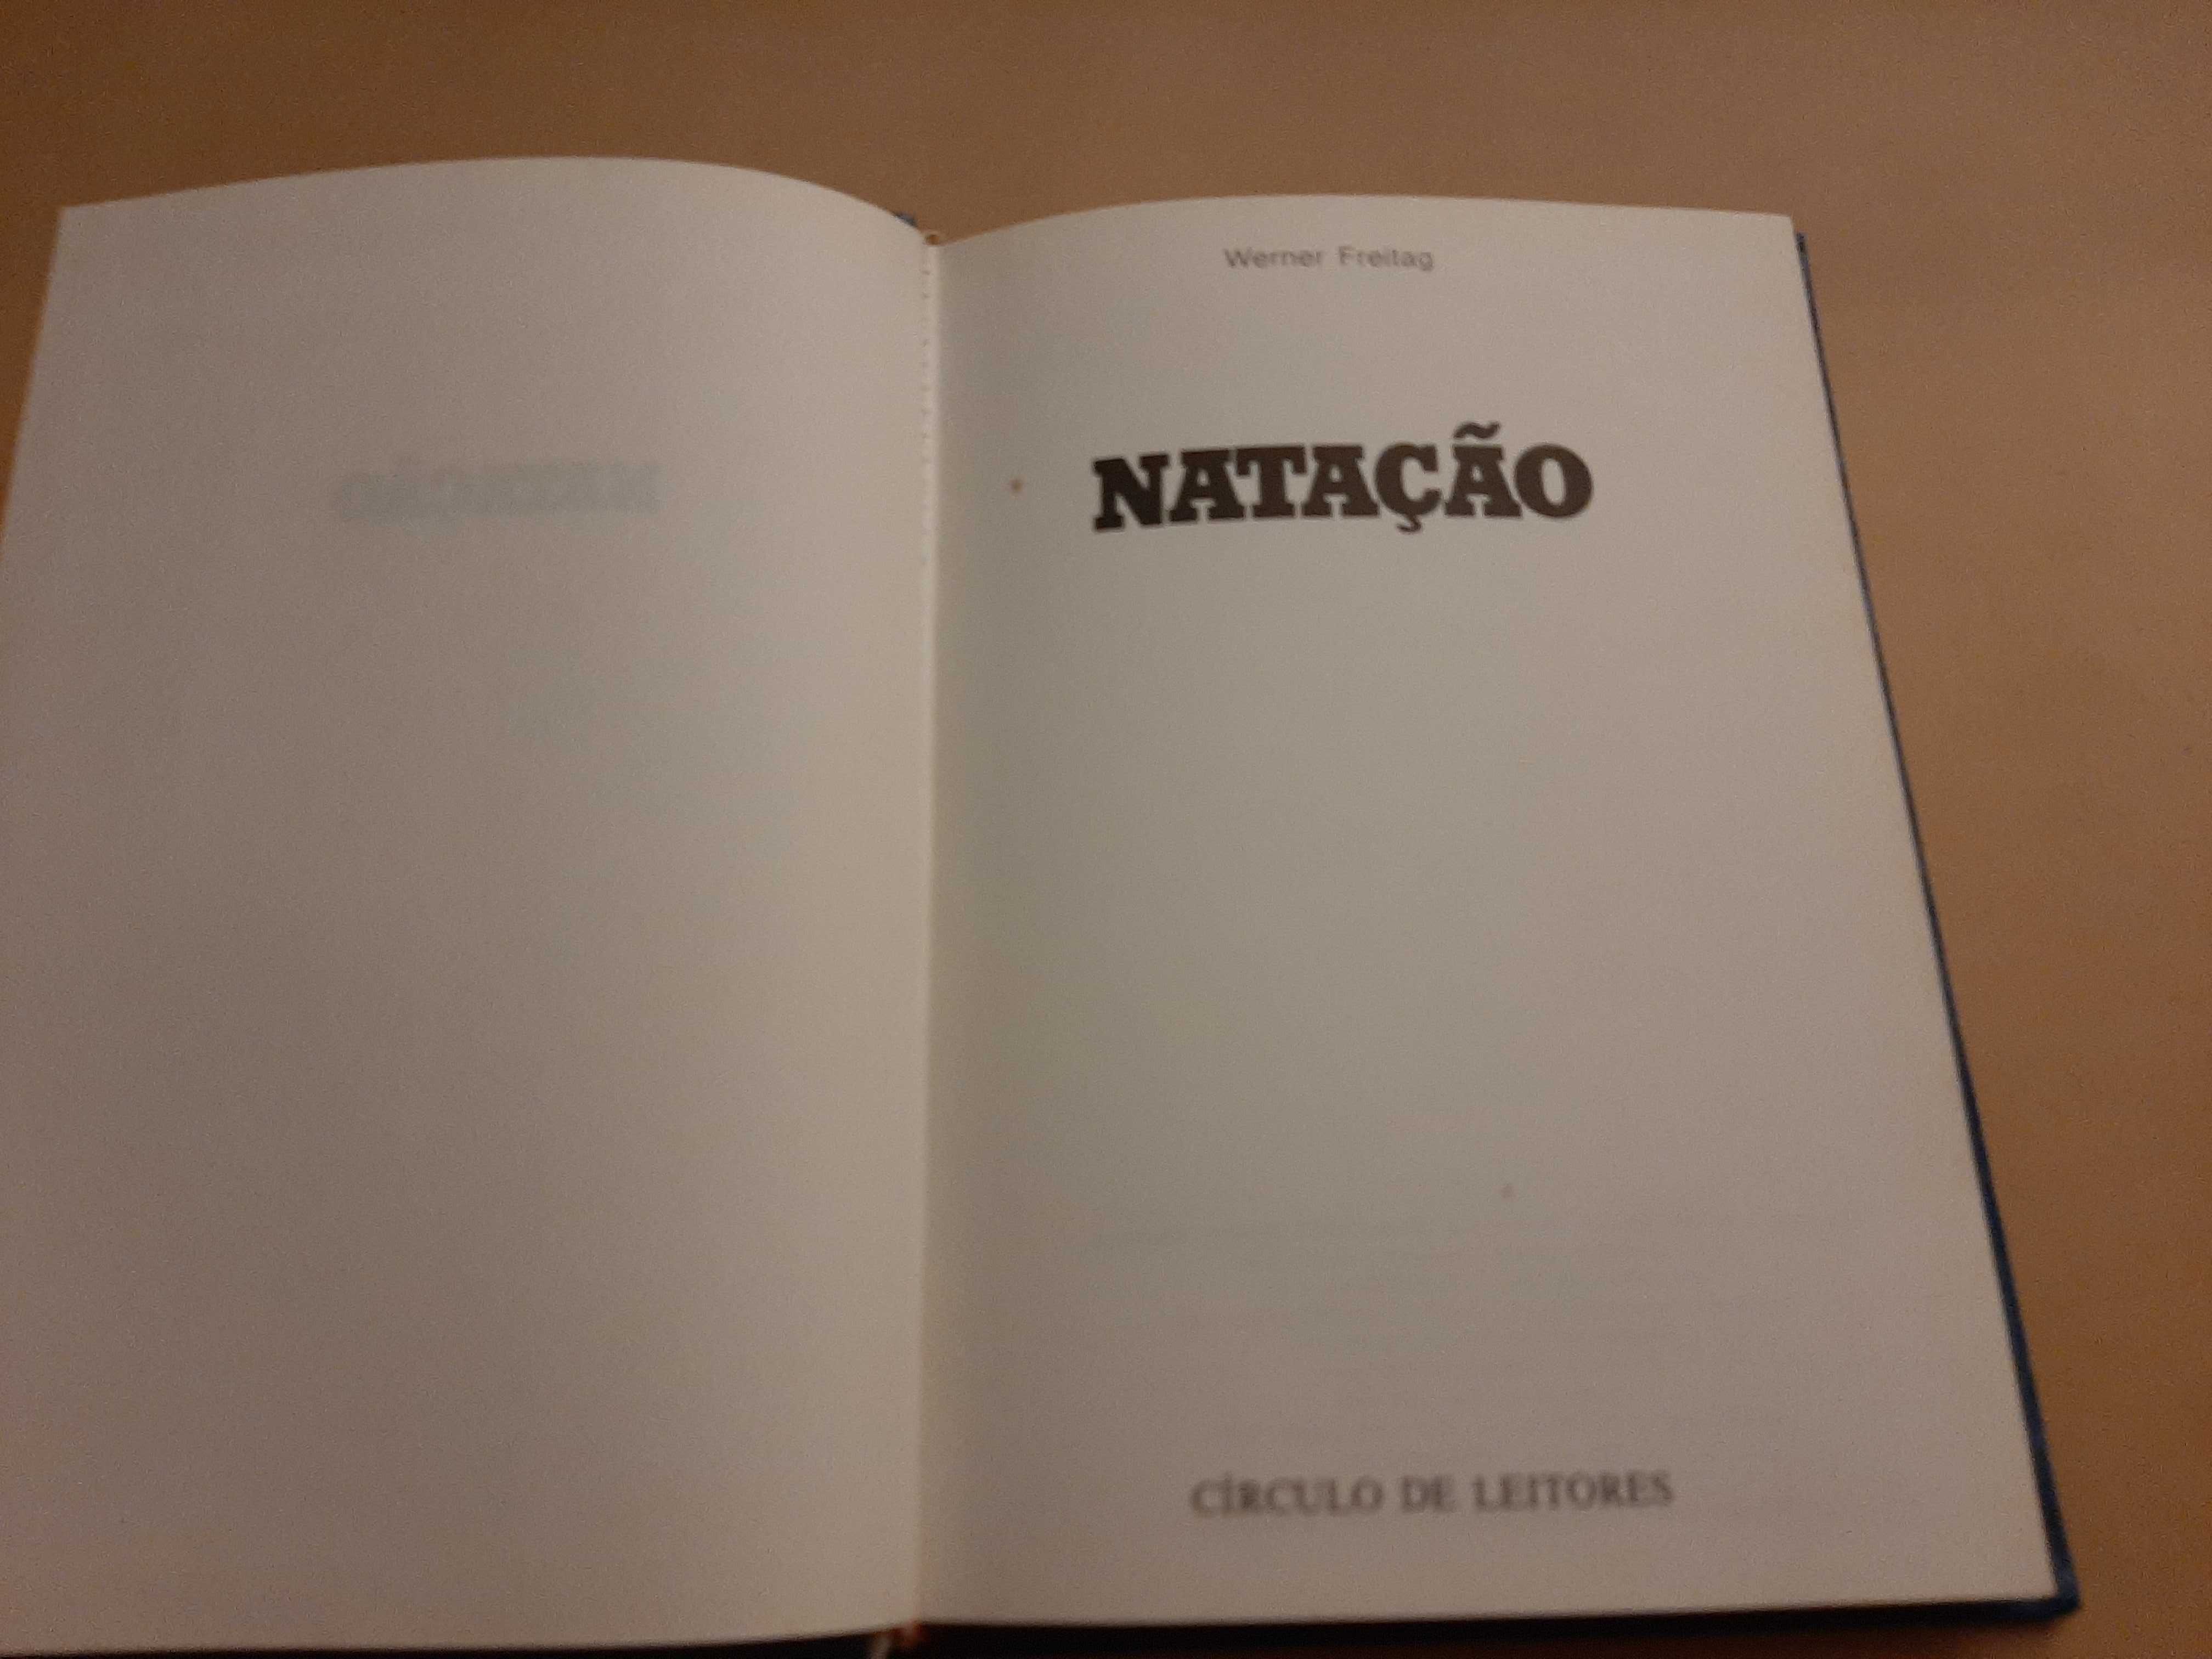 Werner Freitag
NATAÇÃO
CÍRCULO DE LEITORES